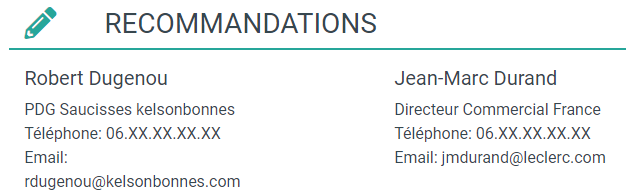 RECOMMANDATIONS
Robert Dugenou
PDG Saucisses kelsonbonnes
Téléphone: 06.XX.XX.XX.XX
Email:
rdugenou@kelsonbonnes.com
Jean-Marc Durand
Directeur Commercial France
Téléphone: 06.XX.XX.XX.XX
Email: jmdurand@leclerc.com